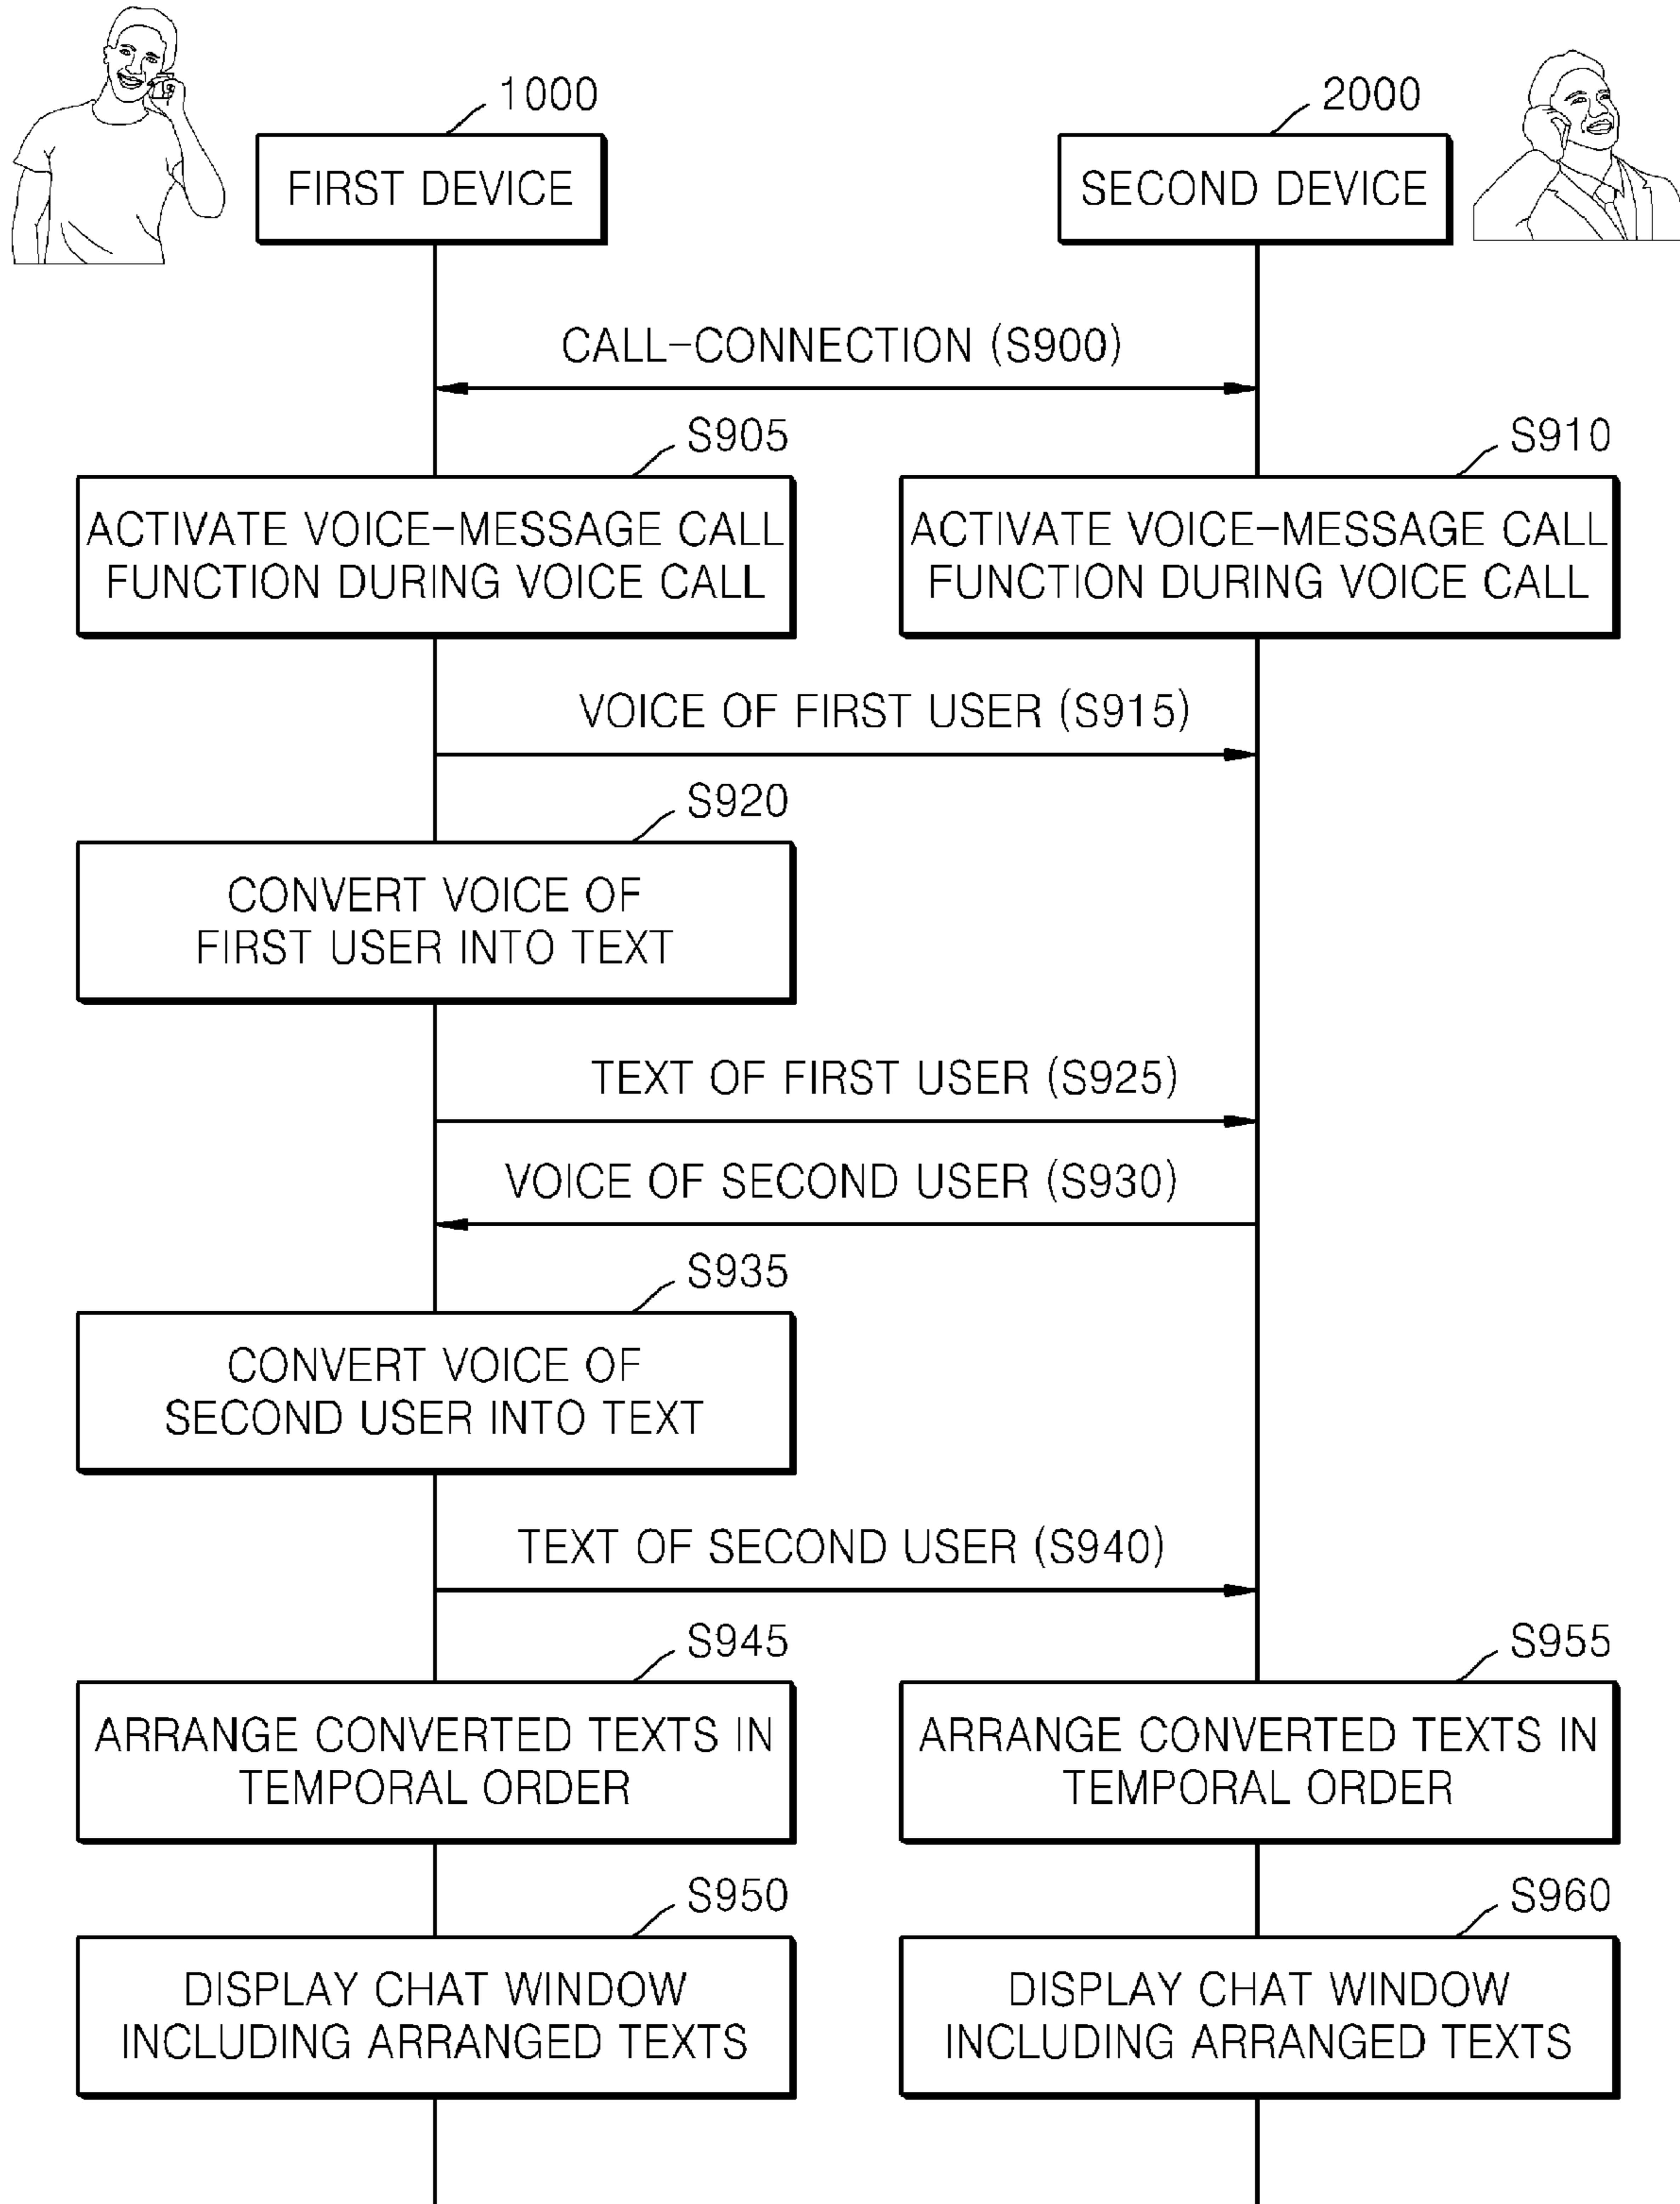 1000
2000
FIRST DEVICE
SECOND DEVICE
CALL-CONNECTION (S900)
S905
S910
ACTIVATE VOICE-MESSAGE CALL
FUNCTION DURING VOICE CALL
ACTIVATE VOICE-MESSAGE CALL
FUNCTION DURING VOICE CALL
VOICE OF FIRST USER (S915)
S920
CONVERT VOICE OF
FIRST USER INTO TEXT
TEXT OF FIRST USER (S925)
VOICE OF SECOND USER (S930)
S935
CONVERT VOICE OF
SECOND USER INTO TEXT
TEXT OF SECOND USER (S940)
S945
S955
ARRANGE CONVERTED TEXTS IN
TEMPORAL ORDER
ARRANGE CONVERTED TEXTS IN
TEMPORAL ORDER
S950
S960
DISPLAY CHAT WINDOW
INCLUDING ARRANGED TEXTS
DISPLAY CHAT WINDOW
INCLUDING ARRANGED TEXTS